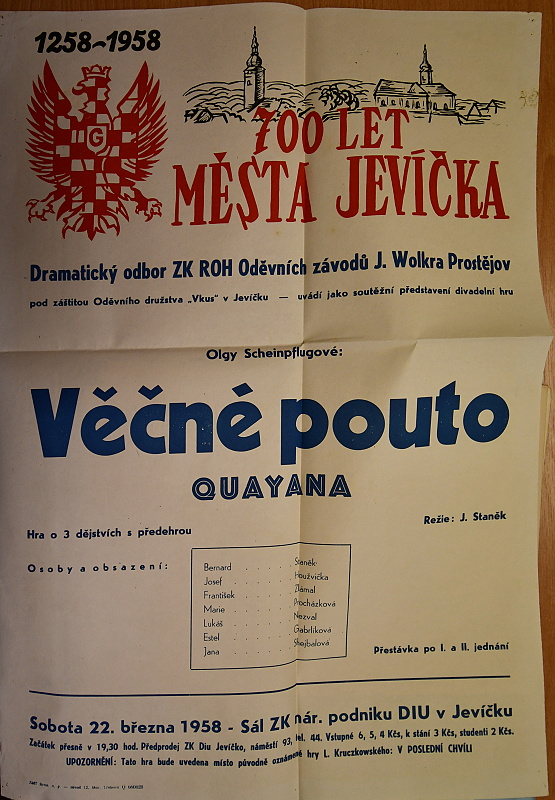 1258-1958
G
700 LET
MĚSTA JEVÍČKA
Dramatický odbor ZK ROH Oděvních závodů J. Wolkra Prostějov
pod záštitou Oděvního družstva „Vkus" v Jevíčku — uvádí jako soutěžní představení divadelní hru
Olgy Scheinpflugové:
Věčné pouto
QUAYANA
Hra o 3 dějstvích s předehrou
Režie: J. Staněk
Osoby a obsazení:
Bernard . . . . . Staněk
Josef . . . . . Houžvička
František . . . . . Zlámal
Marie . . . . . Procházková
Lukáš . . . . . Nezval
Estel . . . . . Gabrlíková
Jana . . . . . Shejbalová
Přestávka po I. a II. jednání
Sobota 22. března 1958 - Sál ZK nár. podniku DIU v Jevíčku
Začátek přesně v 19,30 hod. Předprodej ZK Diu Jevíčko, náměstí 93, tel. 44. Vstupné 6, 5, 4 Kčs, k stání 3 Kčs, studenti 2 Kčs.
UPOZORNĚNÍ: Tato hra bude uvedena místo původně oznámené hry L. Kruczkowského: V POSLEDNÍ CHVÍLI